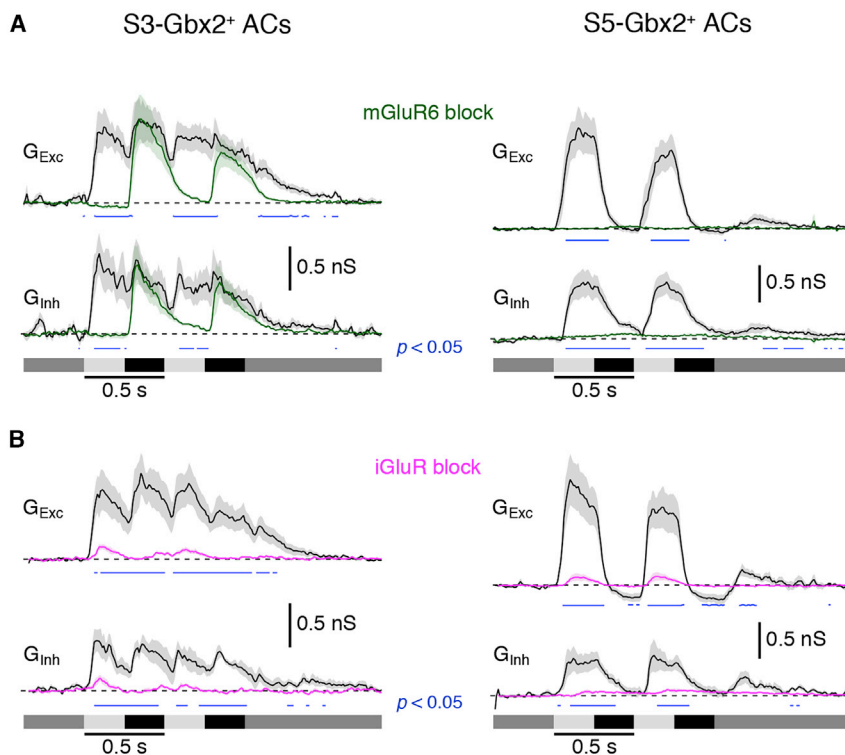 A
S3-Gbx2⁺ ACs
S5-Gbx2⁺ ACs
mGluR6 block
G_Exc
G_Exc
G_Inh
0.5 nS
G_Inh
0.5 nS
p < 0.05
0.5 s
0.5 s
B
iGluR block
G_Exc
G_Exc
G_Inh
0.5 nS
G_Inh
0.5 nS
p < 0.05
0.5 s
0.5 s